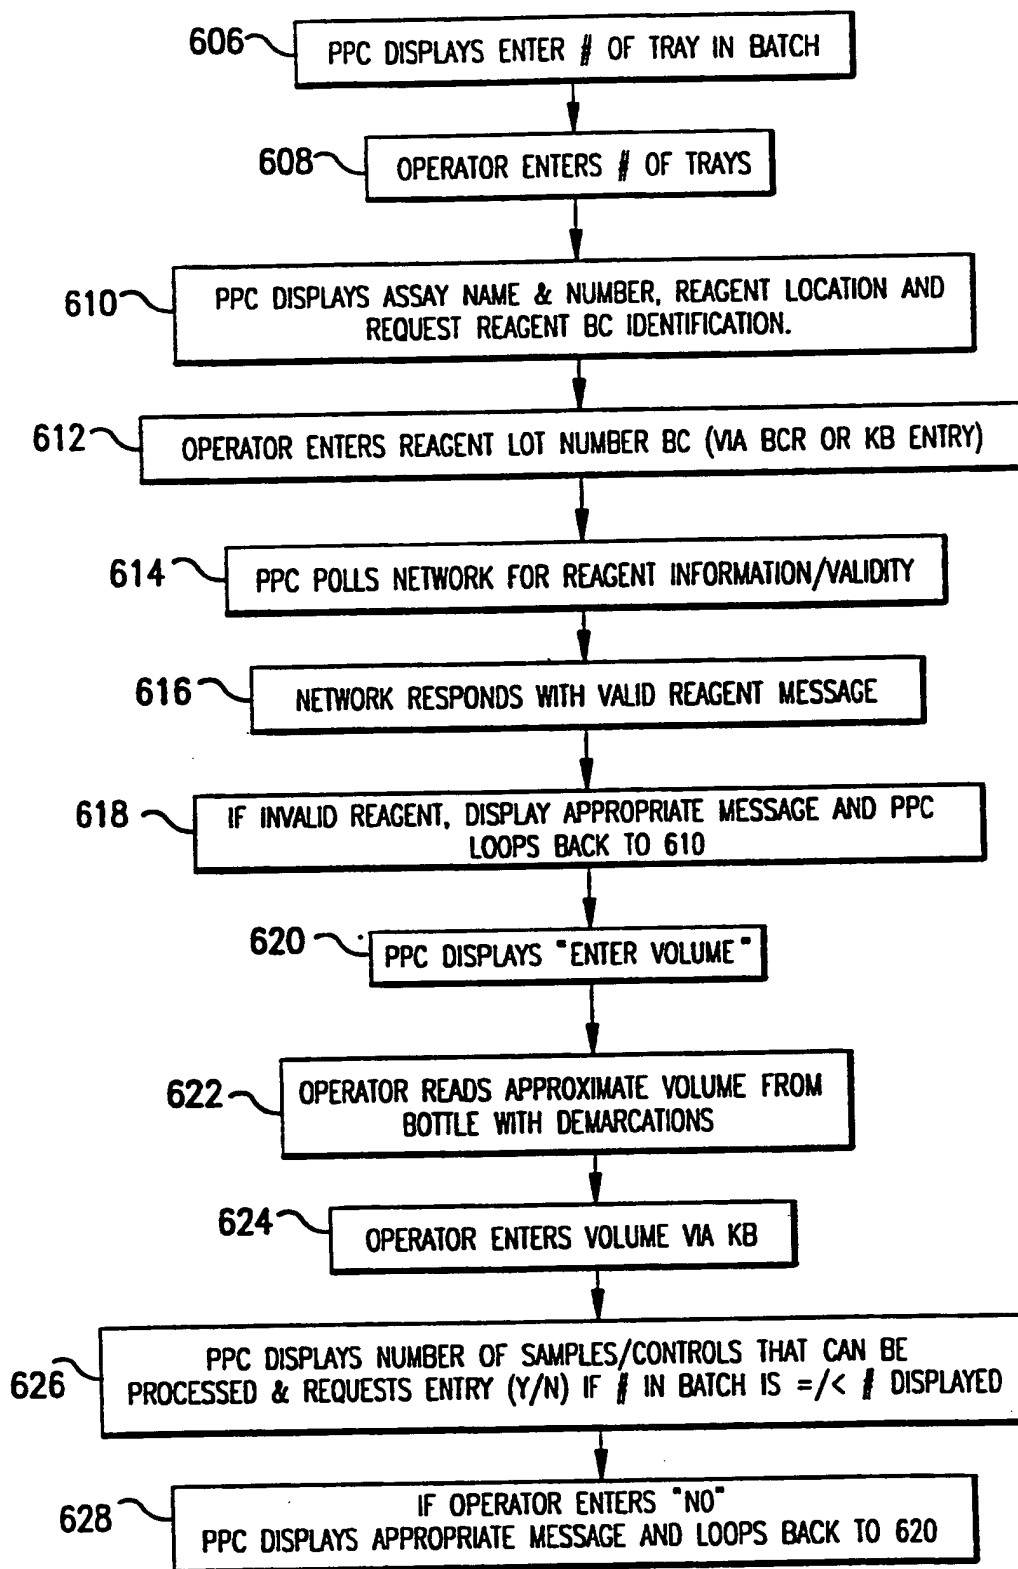 606
PPC DISPLAYS ENTER # OF TRAY IN BATCH
608
OPERATOR ENTERS # OF TRAYS
610
PPC DISPLAYS ASSAY NAME & NUMBER, REAGENT LOCATION AND
REQUEST REAGENT BC IDENTIFICATION.
612
OPERATOR ENTERS REAGENT LOT NUMBER BC (VIA BCR OR KB ENTRY)
614
PPC POLLS NETWORK FOR REAGENT INFORMATION/VALIDITY
616
NETWORK RESPONDS WITH VALID REAGENT MESSAGE
618
IF INVALID REAGENT, DISPLAY APPROPRIATE MESSAGE AND PPC
LOOPS BACK TO 610
620
PPC DISPLAYS "ENTER VOLUME"
622
OPERATOR READS APPROXIMATE VOLUME FROM
BOTTLE WITH DEMARCATIONS
624
OPERATOR ENTERS VOLUME VIA KB
626
PPC DISPLAYS NUMBER OF SAMPLES/CONTROLS THAT CAN BE
PROCESSED & REQUESTS ENTRY (Y/N) IF # IN BATCH IS =/< # DISPLAYED
628
IF OPERATOR ENTERS "NO"
PPC DISPLAYS APPROPRIATE MESSAGE AND LOOPS BACK TO 620